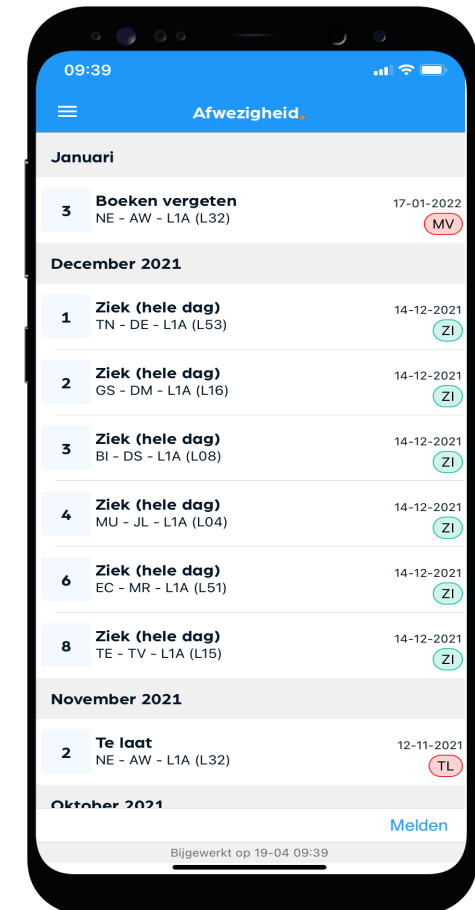 09:39
Afwezigheid.
Januari
3
Boeken vergeten
17-01-2022
NE - AW - L1A (L32)
MV
December 2021
1
Ziek (hele dag)
14-12-2021
TN - DE - L1A (L53)
ZI
2
Ziek (hele dag)
14-12-2021
GS - DM - L1A (L16)
ZI
3
Ziek (hele dag)
14-12-2021
BI - DS - L1A (L08)
ZI
4
Ziek (hele dag)
14-12-2021
MU - JL - L1A (L04)
ZI
6
Ziek (hele dag)
14-12-2021
EC - MR - L1A (L51)
ZI
8
Ziek (hele dag)
14-12-2021
TE - TV - L1A (L15)
ZI
November 2021
2
Te laat
12-11-2021
NE - AW - L1A (L32)
TL
Oktober 2021
Melden
Bijgewerkt op 19-04 09:39